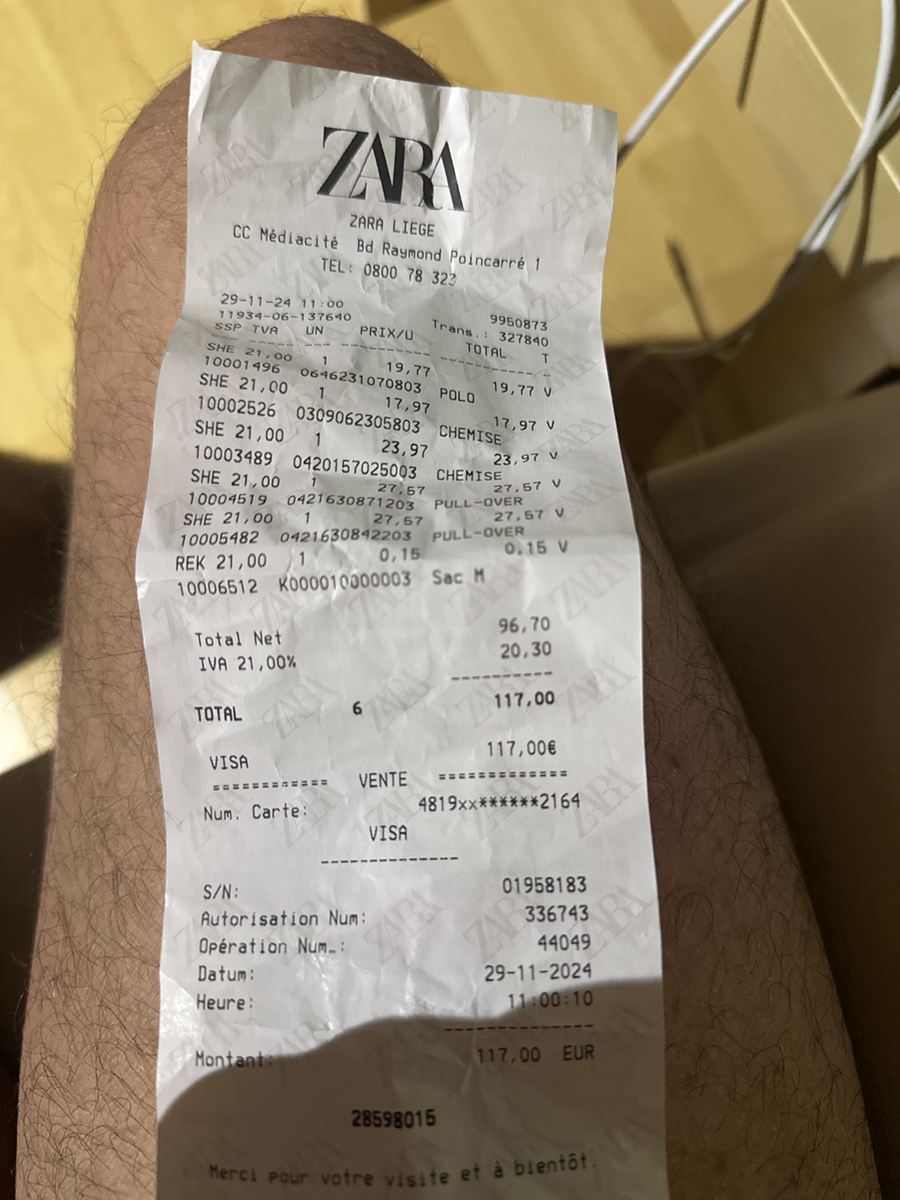 ZARA
ZARA LIEGE
CC Médiacité Bd Raymond Poincarré 1
TEL: 0800 78 323
29-11-24 11:00 9950873
11934-06-137640 Trans.: 327840
SSP TVA UN PRIX/U TOTAL T
SHE 21,00 1 19,77 19,77 V
10001496 0646231070803 POLO
SHE 21,00 1 17,97 17,97 V
10002526 0309062305803 CHEMISE
SHE 21,00 1 23,97 23,97 V
10003489 0420157025003 CHEMISE
SHE 21,00 1 27,57 27,57 V
10004519 0421630871203 PULL-OVER
SHE 21,00 1 27,57 27,57 V
10005482 0421630842203 PULL-OVER
REK 21,00 1 0,15 0,15 V
10006512 K000010000003 Sac M
Total Net 96,70
IVA 21,00% 20,30
----------
TOTAL 6 117,00
VISA 117,00€
============ VENTE =============
Num. Carte: 4819xx******2164
VISA
--------------
S/N: 01958183
Autorisation Num: 336743
Opération Num.: 44049
Datum: 29-11-2024
Heure: 11:00:10
--------------
Montant: 117,00 EUR
28598015
Merci pour votre visite et à bientôt.